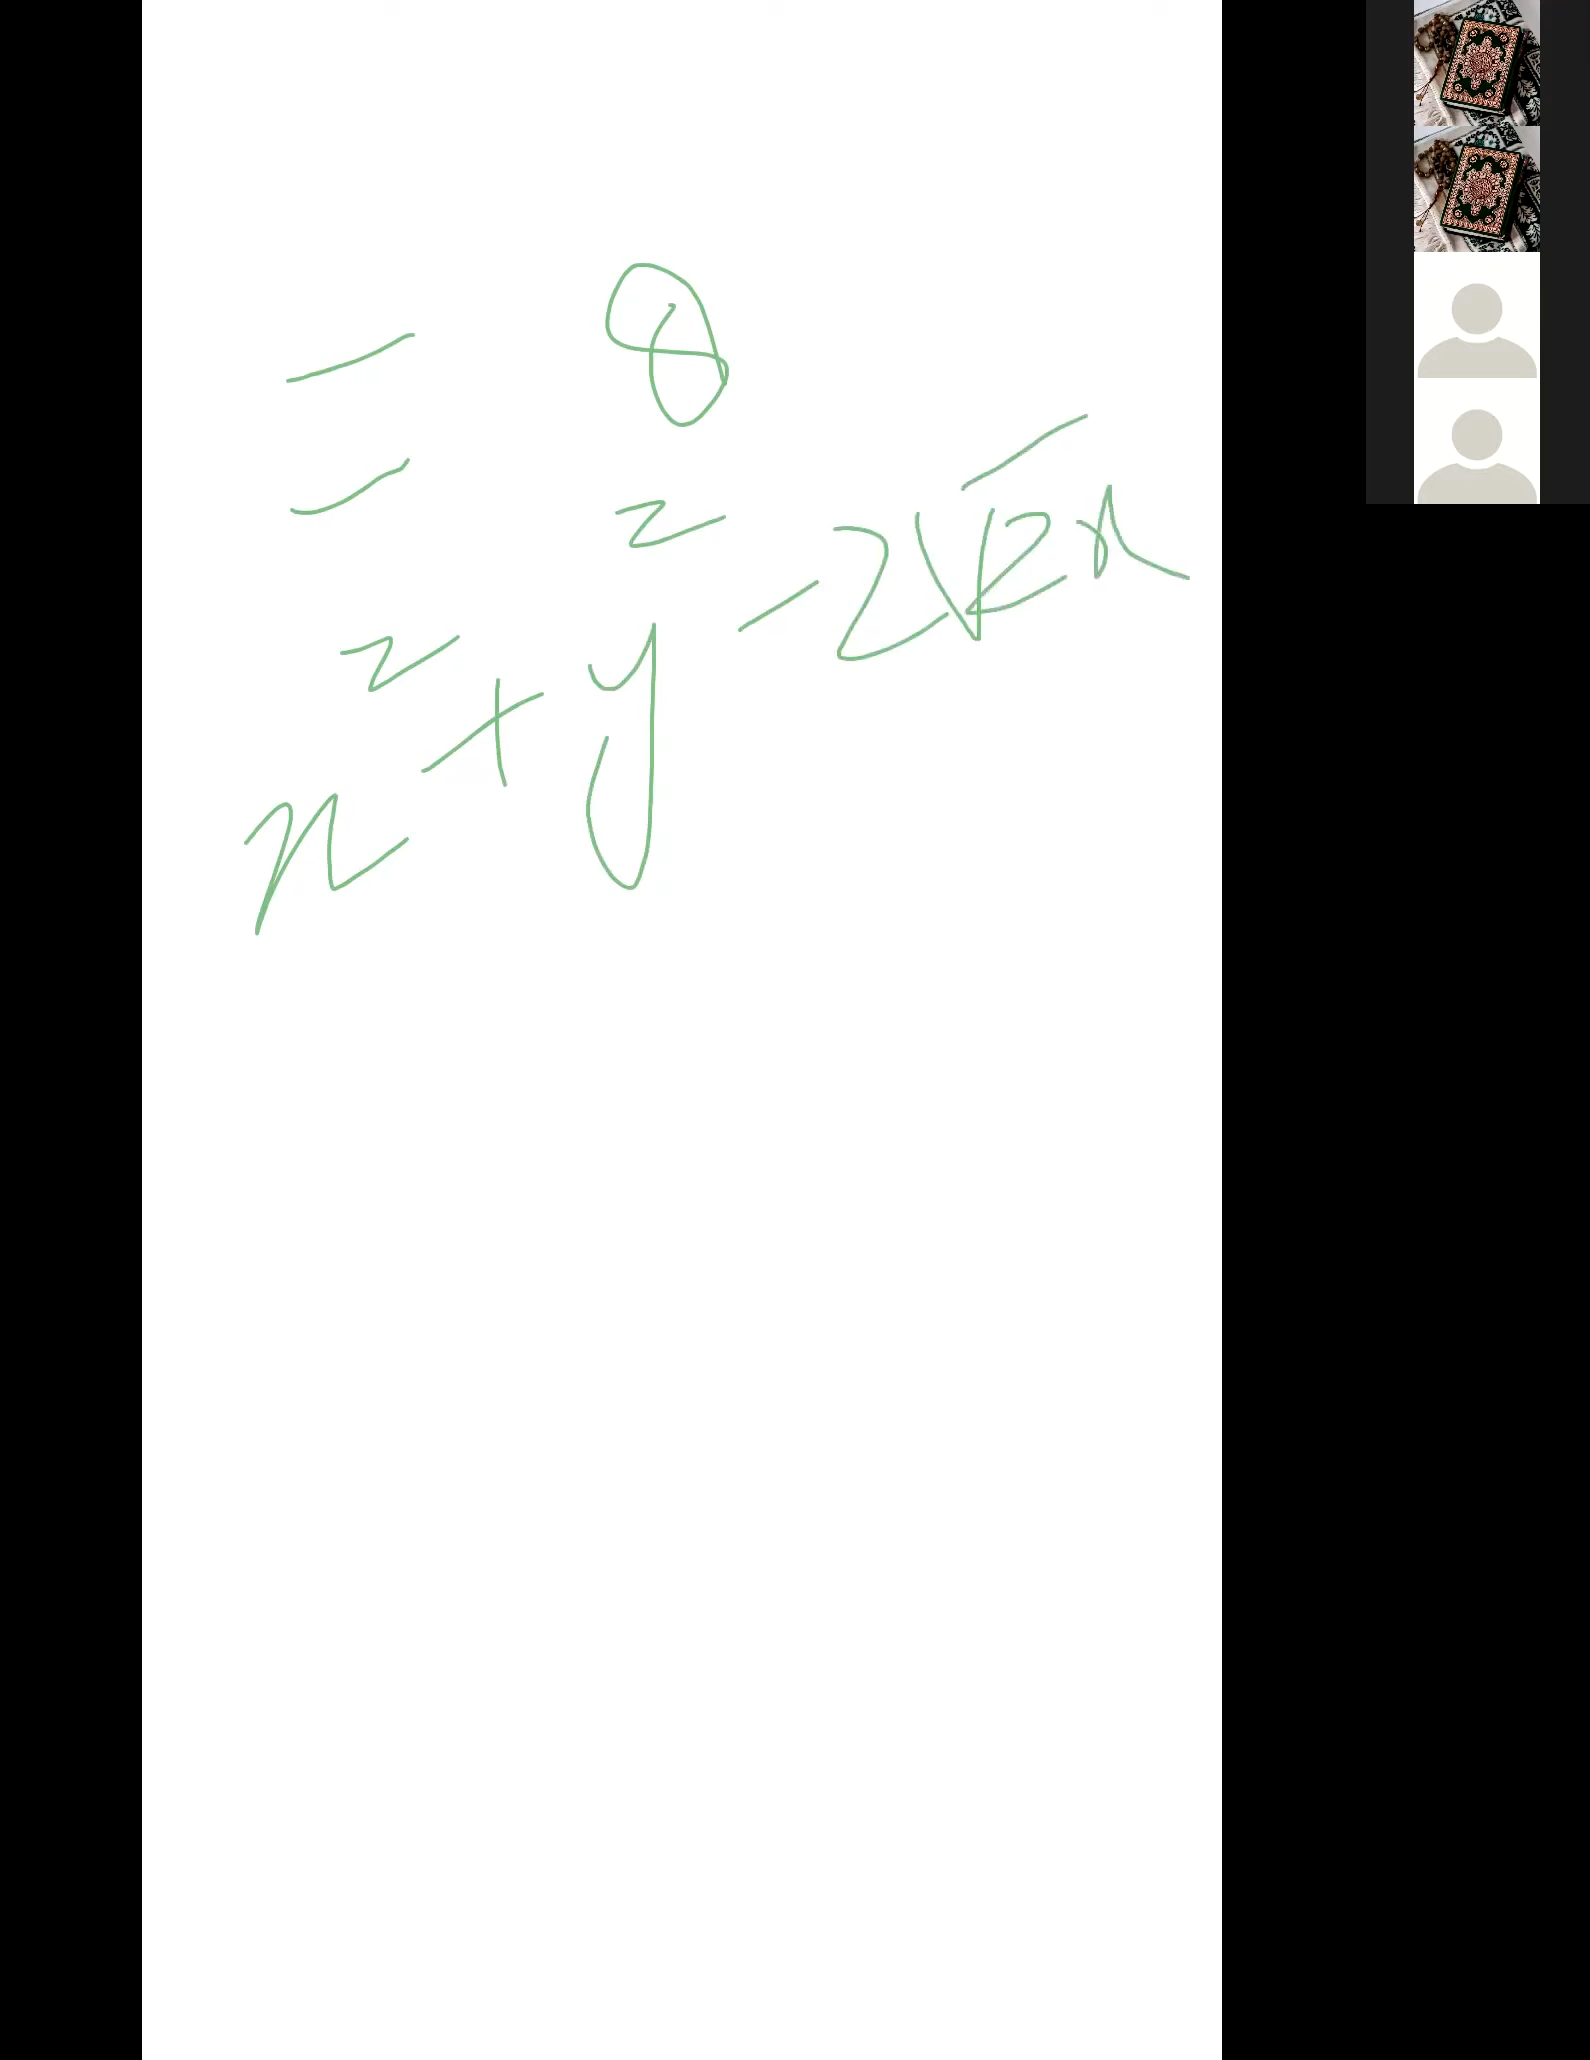 = 8
x² + y² - 2√2x